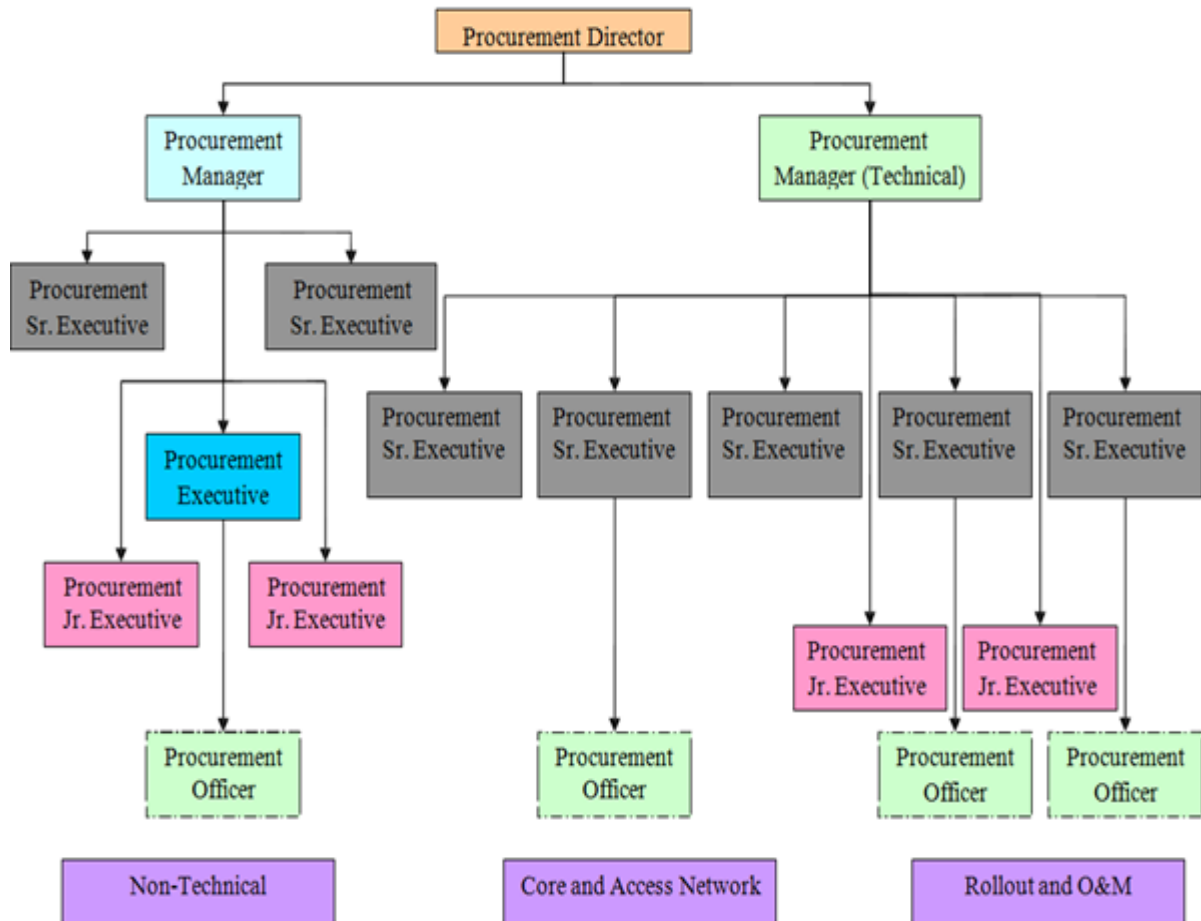 Procurement Director
Procurement
Manager
Procurement
Manager (Technical)
Procurement
Sr. Executive
Procurement
Sr. Executive
Procurement
Sr. Executive
Procurement
Sr. Executive
Procurement
Sr. Executive
Procurement
Sr. Executive
Procurement
Sr. Executive
Procurement
Executive
Procurement
Jr. Executive
Procurement
Jr. Executive
Procurement
Jr. Executive
Procurement
Jr. Executive
Procurement
Officer
Procurement
Officer
Procurement
Officer
Procurement
Officer
Non-Technical
Core and Access Network
Rollout and O&M